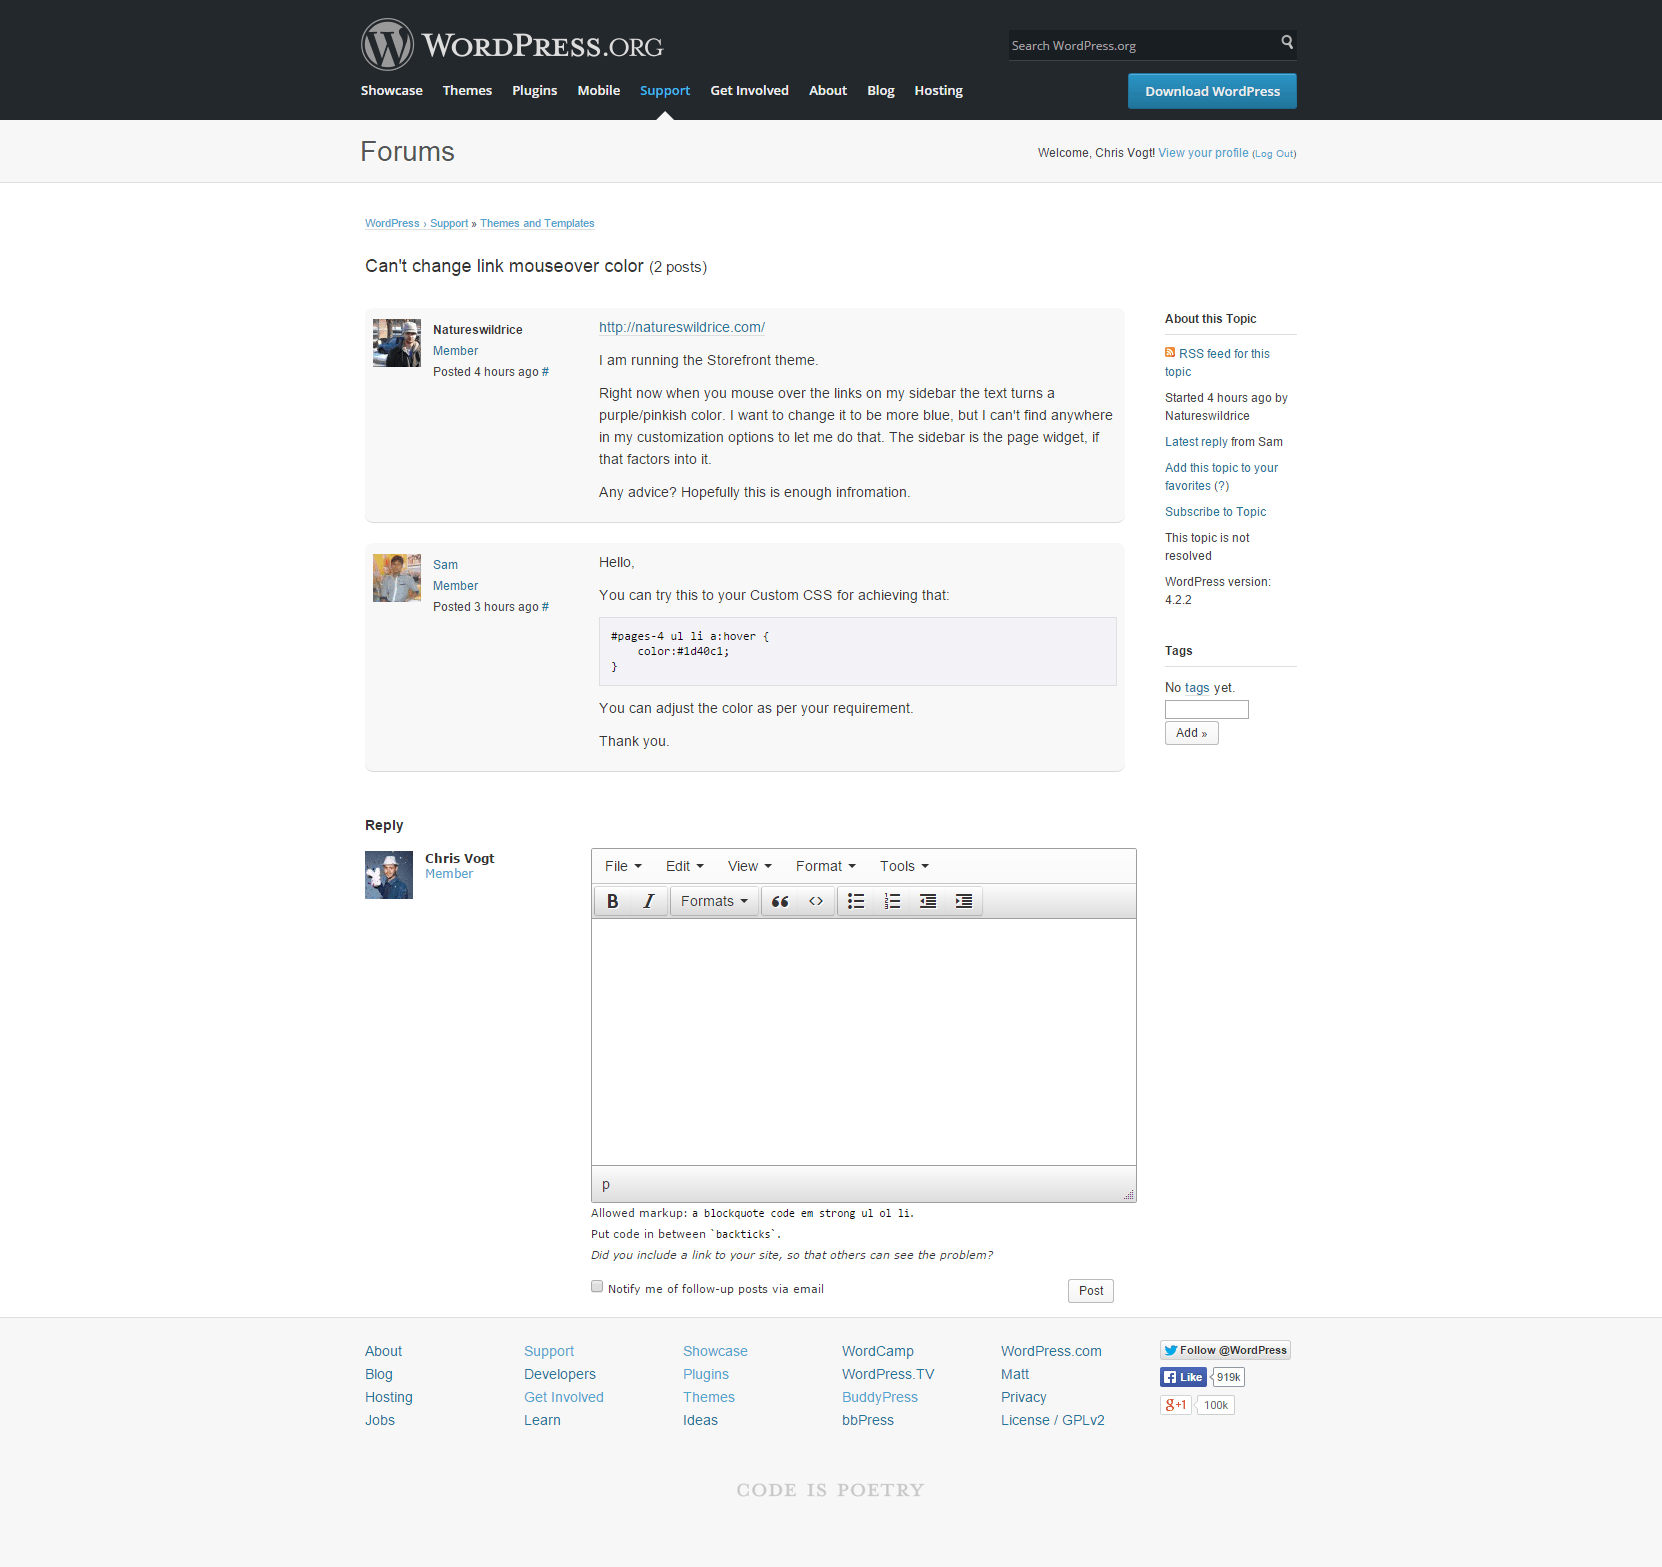 WORDPRESS.ORG
Search WordPress.org
Showcase Themes Plugins Mobile Support Get Involved About Blog Hosting
Download WordPress
Forums
Welcome, Chris Vogt! View your profile (Log Out)
WordPress › Support » Themes and Templates
Can't change link mouseover color (2 posts)
Natureswildrice
Member
Posted 4 hours ago #
http://natureswildrice.com/
I am running the Storefront theme.
Right now when you mouse over the links on my sidebar the text turns a
purple/pinkish color. I want to change it to be more blue, but I can't find anywhere
in my customization options to let me do that. The sidebar is the page widget, if
that factors into it.
Any advice? Hopefully this is enough infromation.
Sam
Member
Posted 3 hours ago #
Hello,
You can try this to your Custom CSS for achieving that:
#pages-4 ul li a:hover {
color:#1d40c1;
}
You can adjust the color as per your requirement.
Thank you.
About this Topic
RSS feed for this
topic
Started 4 hours ago by
Natureswildrice
Latest reply from Sam
Add this topic to your
favorites (?)
Subscribe to Topic
This topic is not
resolved
WordPress version:
4.2.2
Tags
No tags yet.
Add »
Reply
Chris Vogt
Member
File Edit View Format Tools
B I Formats
p
Allowed markup: a blockquote code em strong ul ol li.
Put code in between `backticks`.
Did you include a link to your site, so that others can see the problem?
Notify me of follow-up posts via email
Post
About Support Showcase WordCamp WordPress.com
Blog Developers Plugins WordPress.TV Matt
Hosting Get Involved Themes BuddyPress Privacy
Jobs Learn Ideas bbPress License / GPLv2
Follow @WordPress
Like 919k
g+1 100k
CODE IS POETRY